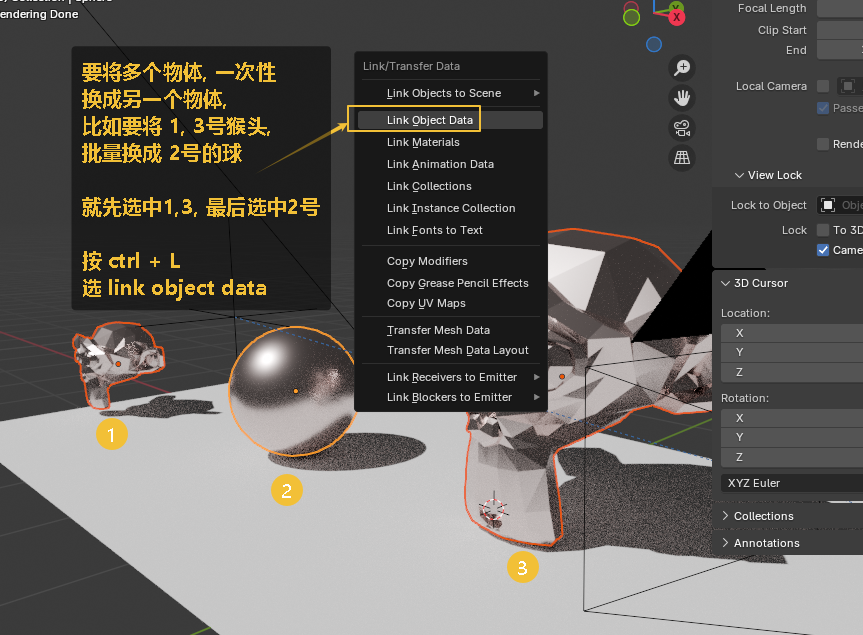 endering Done
要将多个物体, 一次性
换成另一个物体,
比如要将 1, 3号猴头,
批量换成 2号的球
就先选中1,3, 最后选中2号
按 ctrl + L
选 link object data
Link/Transfer Data
Link Objects to Scene
Link Object Data
Link Materials
Link Animation Data
Link Collections
Link Instance Collection
Link Fonts to Text
Copy Modifiers
Copy Grease Pencil Effects
Copy UV Maps
Transfer Mesh Data
Transfer Mesh Data Layout
Link Receivers to Emitter
Link Blockers to Emitter
1
2
3
Y
X
Focal Length
Clip Start
End
Local Camera
Passe
Rende
View Lock
Lock to Object
Obje
Lock
To 3D
Came
3D Cursor
Location:
X
Y
Z
Rotation:
X
Y
Z
XYZ Euler
Collections
Annotations